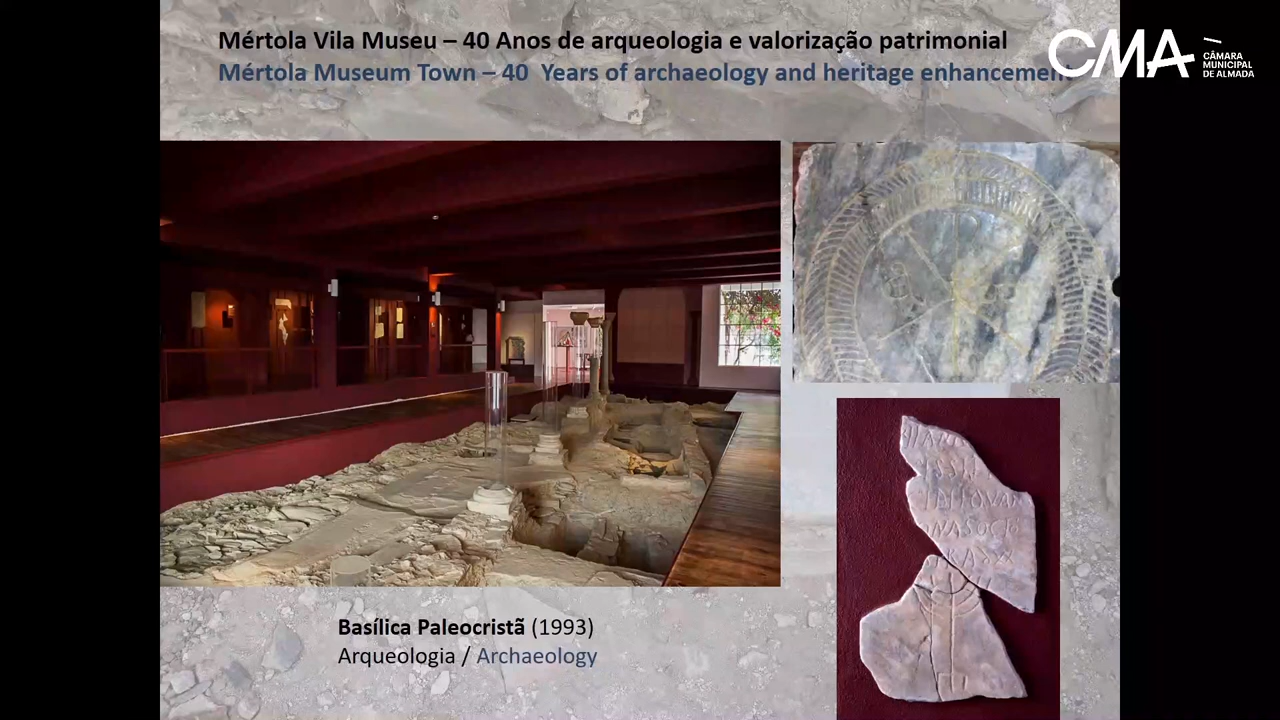 Mértola Vila Museu – 40 Anos de arqueologia e valorização patrimonial
Mértola Museum Town – 40 Years of archaeology and heritage enhancement
CMA
CÂMARA
MUNICIPAL
DE ALMADA
Basílica Paleocristã (1993)
Arqueologia / Archaeology